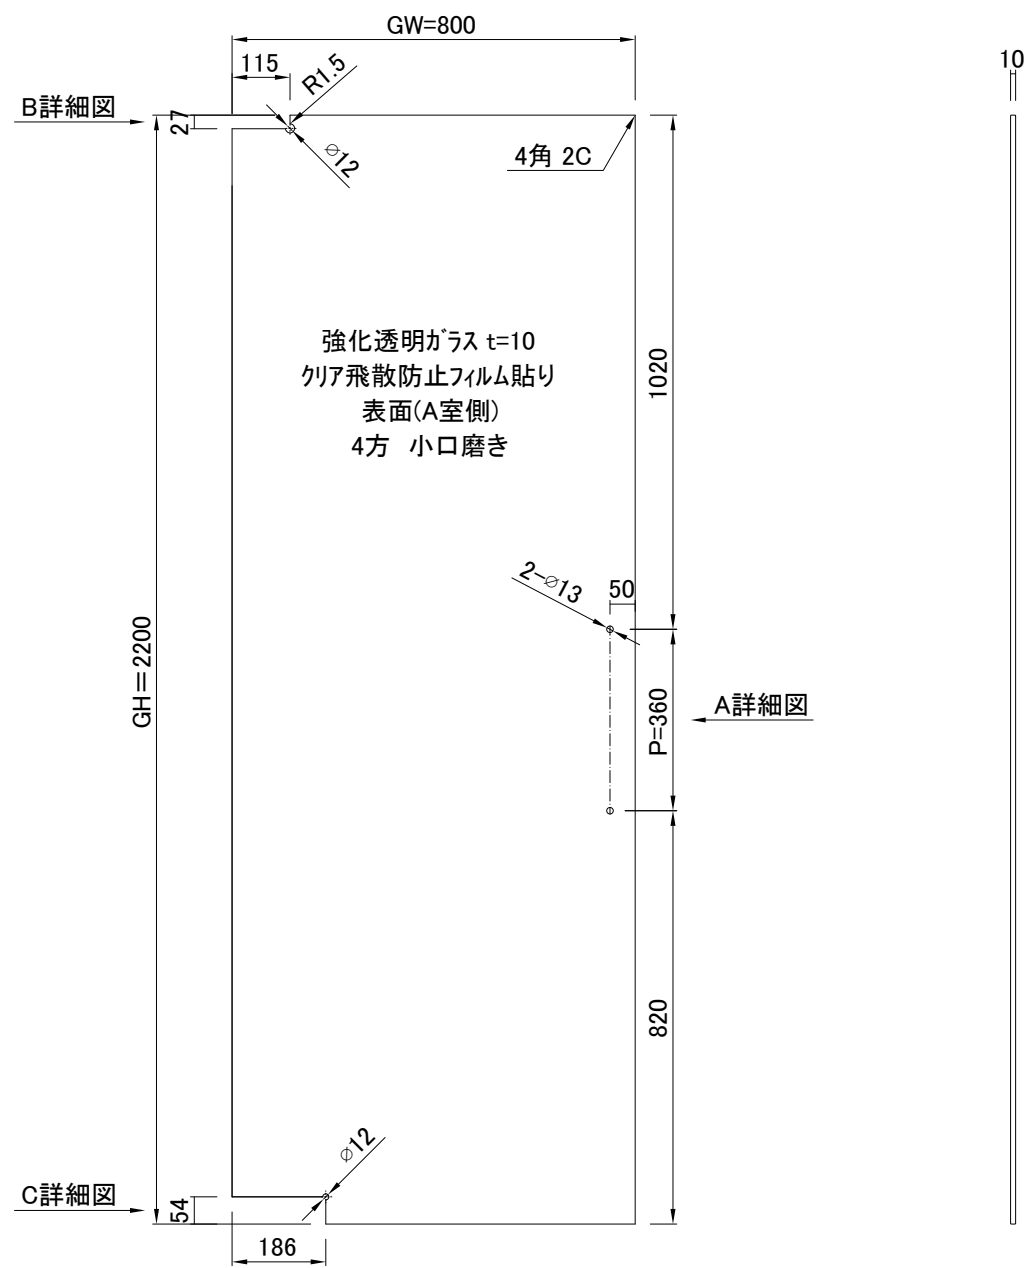 GW=800
115
R1.5
10
B詳細図
27
⌀12
4角 2C
強化透明ガラス t=10
クリア飛散防止フィルム貼り
表面(A室側)
4方　小口磨き
1020
2-⌀13
50
GH=2200
P=360
A詳細図
820
⌀12
C詳細図
54
186